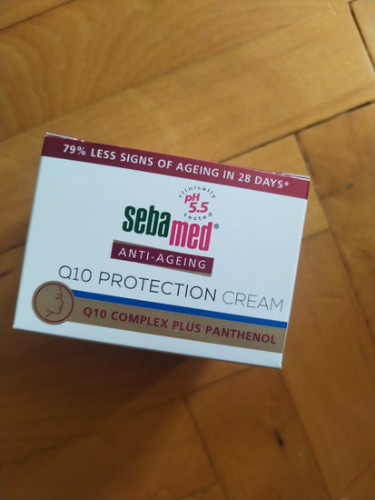 79% LESS SIGNS OF AGEING IN 28 DAYS*
clinically
pH
5.5
tested
sebamed®
ANTI-AGEING
Q10 PROTECTION CREAM
Q10 COMPLEX PLUS PANTHENOL